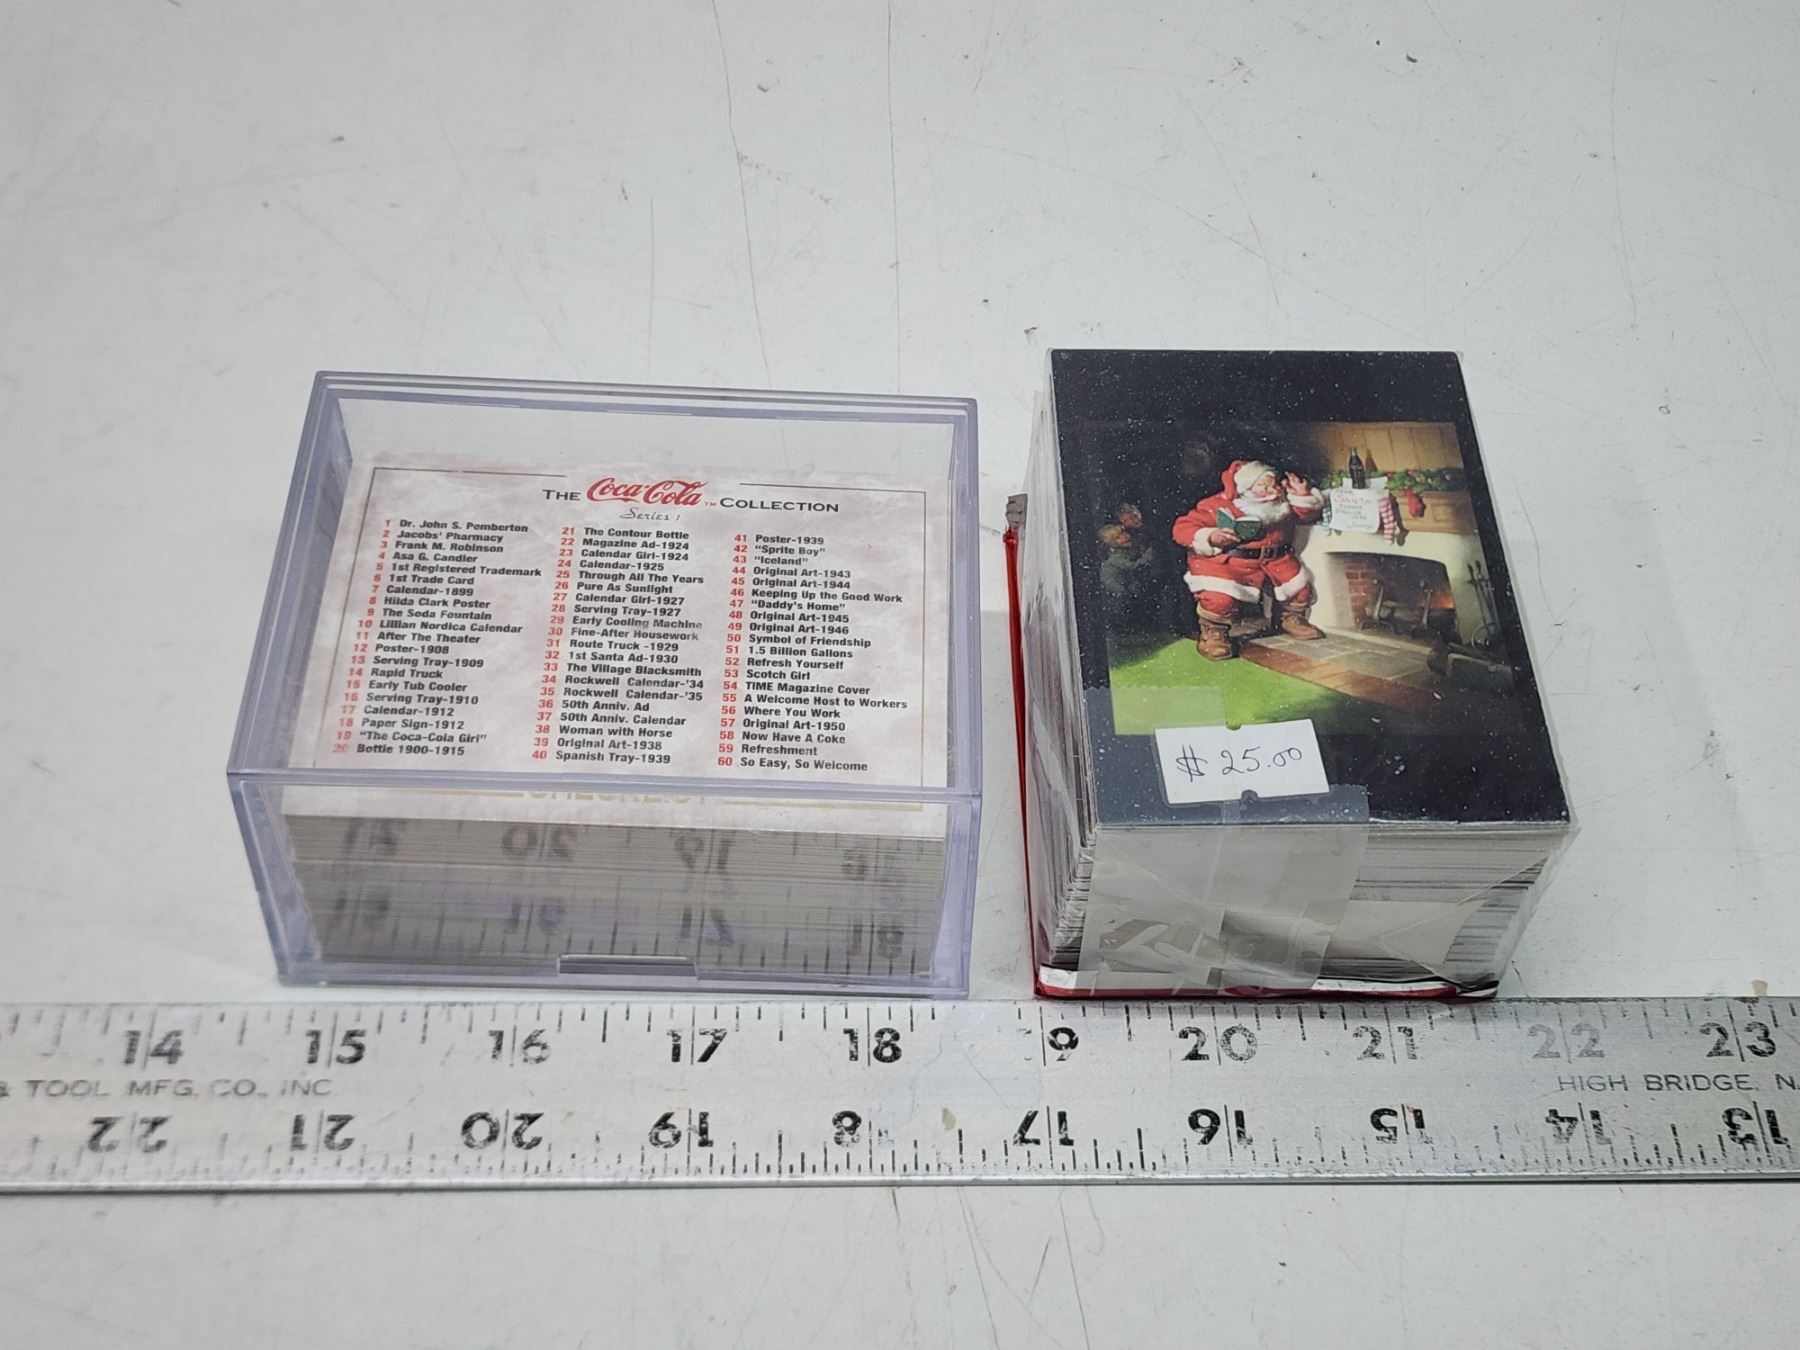 THE Coca-Cola™ COLLECTION
Series 1
1 Dr. John S. Pemberton
2 Jacobs' Pharmacy
3 Frank M. Robinson
4 Asa G. Candler
5 1st Registered Trademark
6 1st Trade Card
7 Calendar-1899
8 Hilda Clark Poster
9 The Soda Fountain
10 Lillian Nordica Calendar
11 After The Theater
12 Poster-1908
13 Serving Tray-1909
14 Rapid Truck
15 Early Tub Cooler
16 Serving Tray-1910
17 Calendar-1912
18 Paper Sign-1912
19 "The Coca-Cola Girl"
20 Bottle 1900-1915
21 The Contour Bottle
22 Magazine Ad-1924
23 Calendar Girl-1924
24 Calendar-1925
25 Through All The Years
26 Pure As Sunlight
27 Calendar Girl-1927
28 Serving Tray-1927
29 Early Cooling Machine
30 Fine-After Housework
31 Route Truck -1929
32 1st Santa Ad-1930
33 The Village Blacksmith
34 Rockwell Calendar-'34
35 Rockwell Calendar-'35
36 50th Anniv. Ad
37 50th Anniv. Calendar
38 Woman with Horse
39 Original Art-1938
40 Spanish Tray-1939
41 Poster-1939
42 "Sprite Boy"
43 "Iceland"
44 Original Art-1943
45 Original Art-1944
46 Keeping Up the Good Work
47 "Daddy's Home"
48 Original Art-1945
49 Original Art-1946
50 Symbol of Friendship
51 1.5 Billion Gallons
52 Refresh Yourself
53 Scotch Girl
54 TIME Magazine Cover
55 A Welcome Host to Workers
56 Where You Work
57 Original Art-1950
58 Now Have A Coke
59 Refreshment
60 So Easy, So Welcome
CHECKLIST
SANTA
$ 25.00
14 15 16 17 18 19 20 21 22 23
& TOOL MFG. CO., INC
HIGH BRIDGE, N.
22 21 20 19 18 17 16 15 14 13